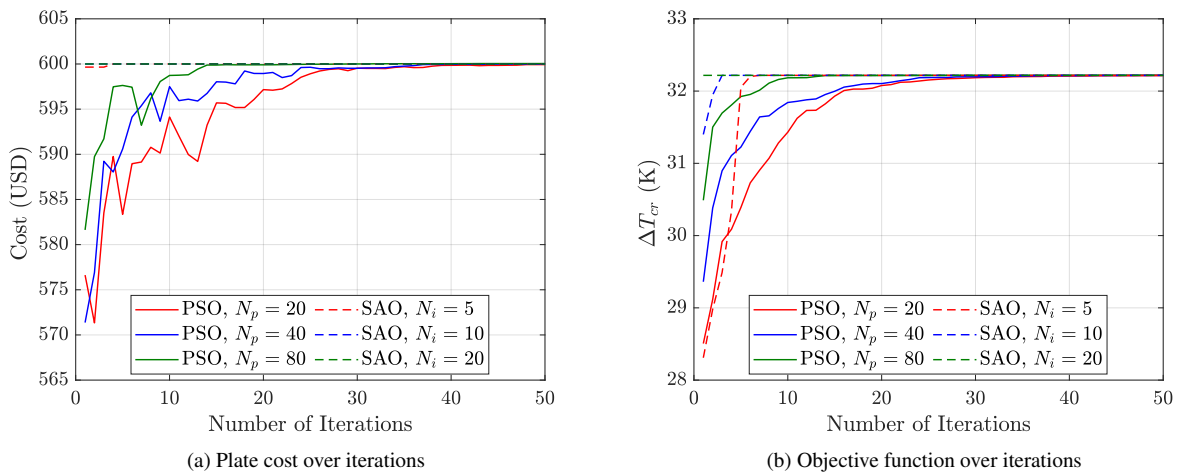 605
600
595
590
585
580
575
570
565
Cost (USD)
PSO, N_p = 20
SAO, N_i = 5
PSO, N_p = 40
SAO, N_i = 10
PSO, N_p = 80
SAO, N_i = 20
0 10 20 30 40 50
Number of Iterations
(a) Plate cost over iterations
33
32
31
30
29
28
ΔT_cr (K)
PSO, N_p = 20
SAO, N_i = 5
PSO, N_p = 40
SAO, N_i = 10
PSO, N_p = 80
SAO, N_i = 20
0 10 20 30 40 50
Number of Iterations
(b) Objective function over iterations